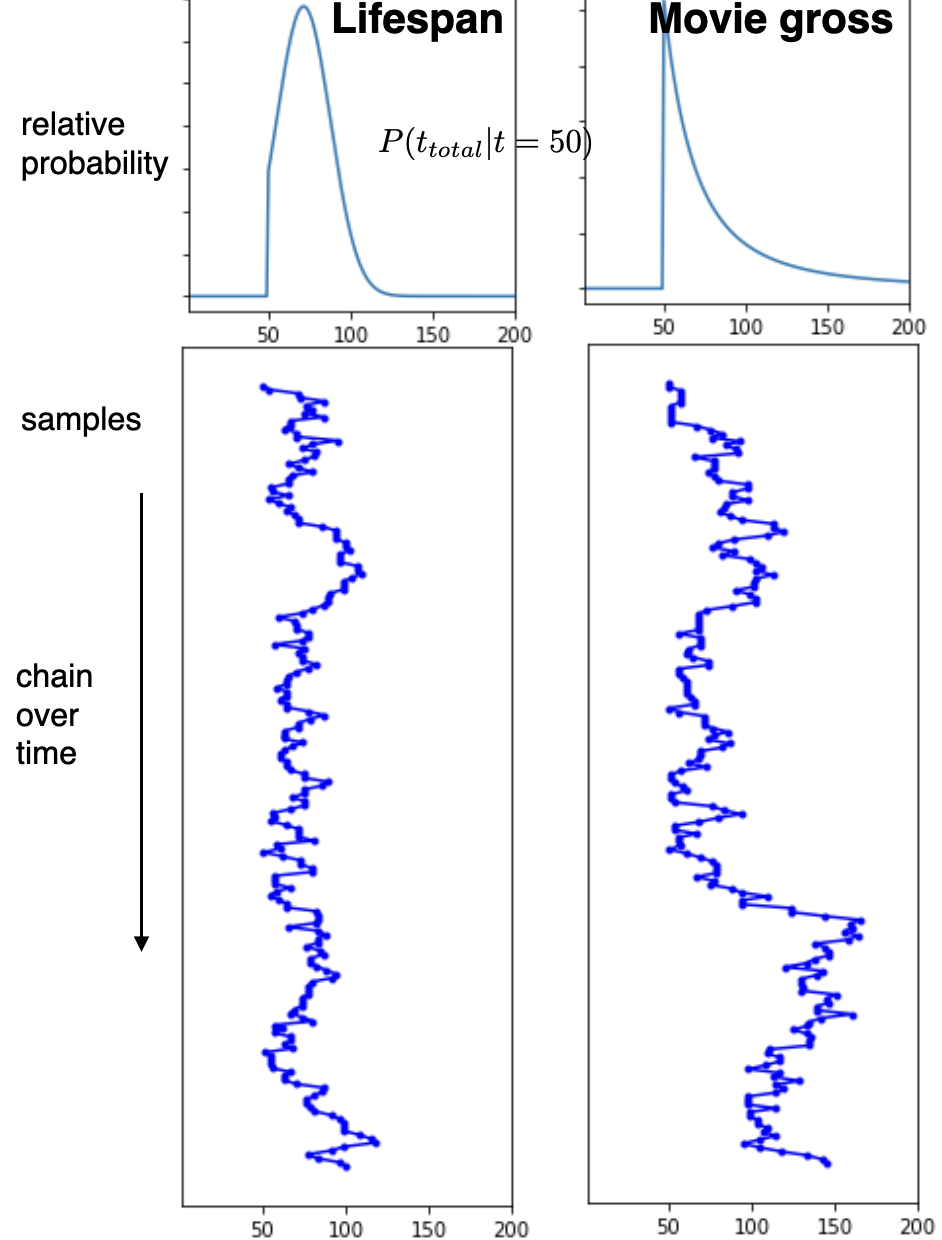 Lifespan
Movie gross
relative
probability
P(t_total|t = 50)
50 100 150 200
50 100 150 200
samples
chain
over
time
50 100 150 200
50 100 150 200